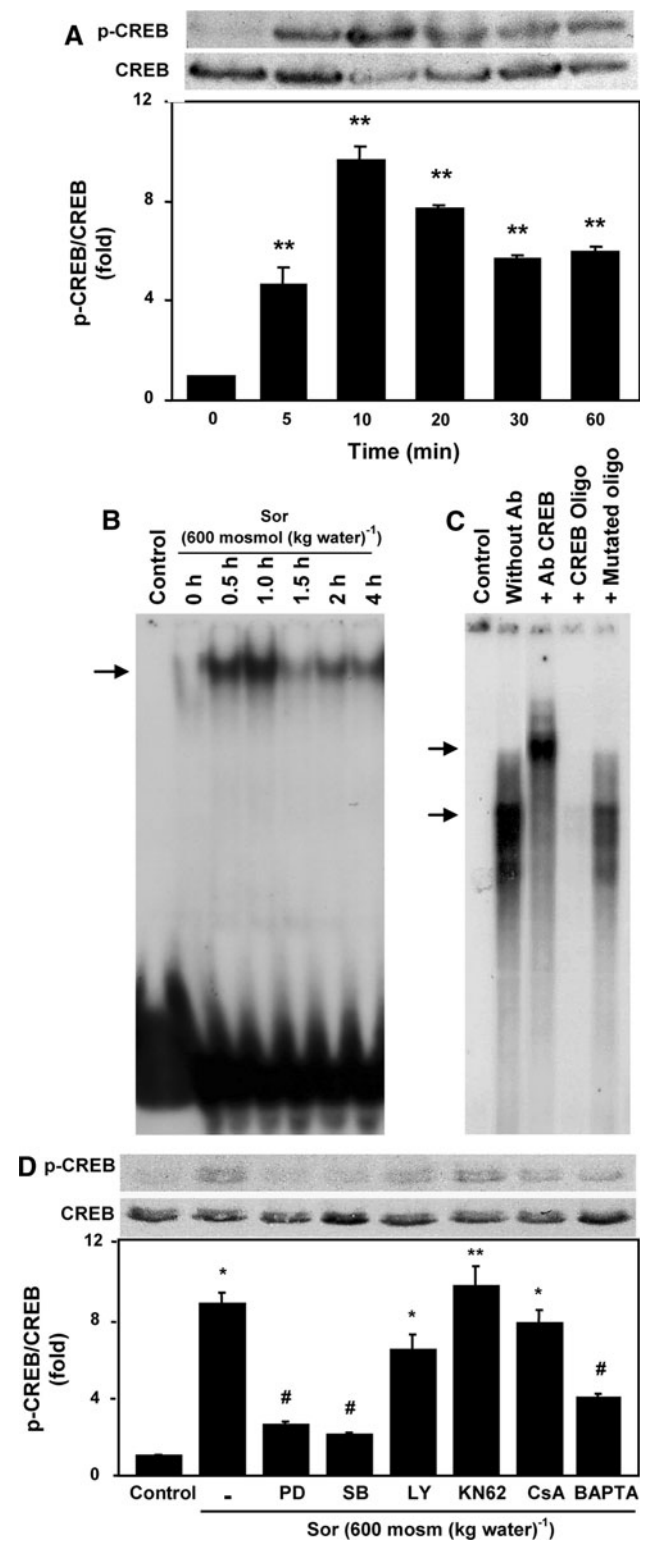 A
p-CREB
CREB
12
8
4
0
p-CREB/CREB
(fold)
**
**
**
**
**
0 5 10 20 30 60
Time (min)
B
Control
Sor
(600 mosmol (kg water)-1)
0 h
0.5 h
1.0 h
1.5 h
2 h
4 h
C
Control
Without Ab
+ Ab CREB
+ CREB Oligo
+ Mutated oligo
D
p-CREB
CREB
12
8
4
0
p-CREB/CREB
(fold)
*
#
#
*
**
*
#
Control - PD SB LY KN62 CsA BAPTA
Sor (600 mosm (kg water)-1)